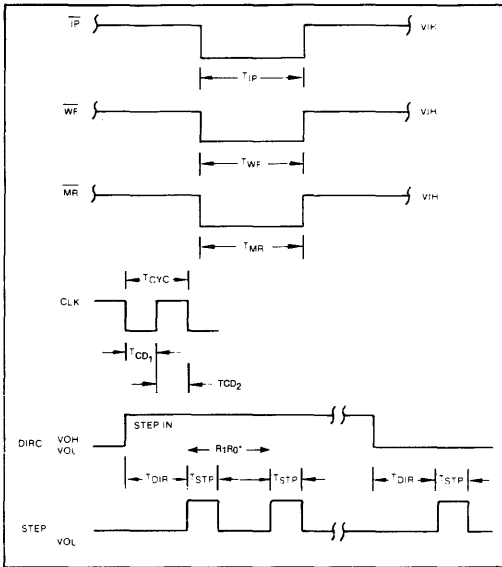 IP VIH
TIP
WF VIH
TWF
MR VIH
TMR
TCYC
CLK
TCD1
TCD2
STEP IN
DIRC VOH
VOL
R1R0*
TDIR TSTP TSTP TDIR TSTP
STEP
VOL